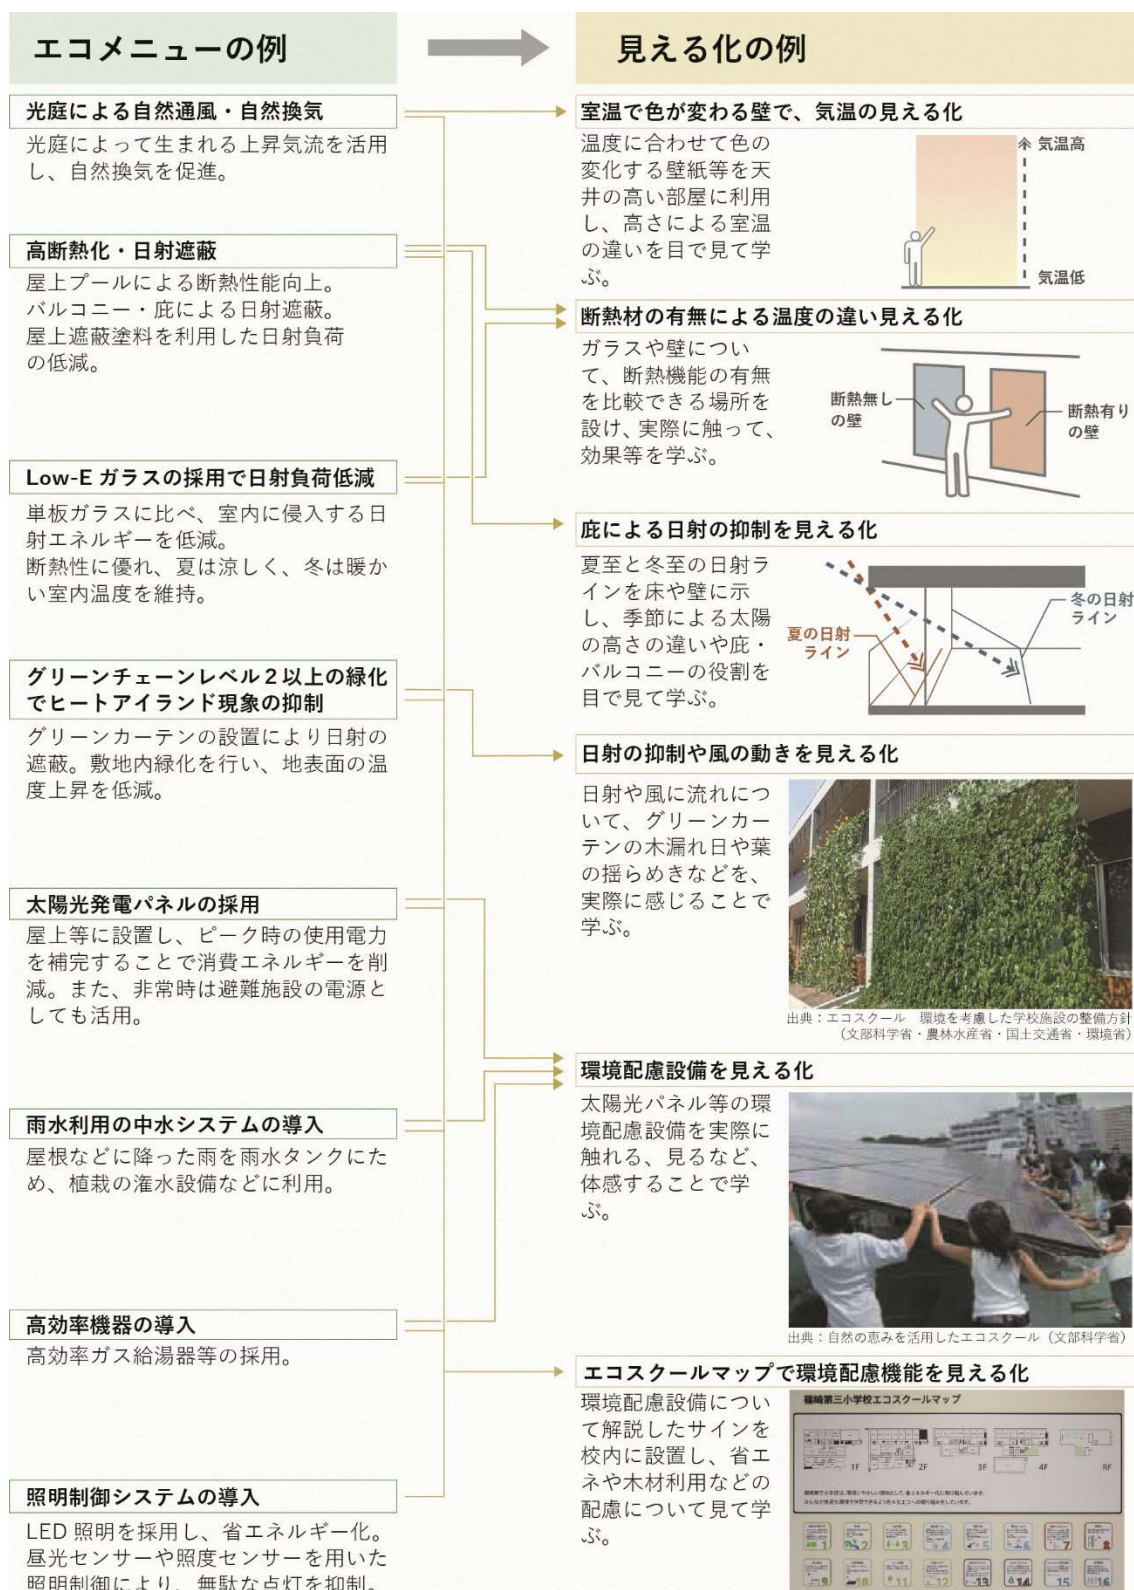 エコメニューの例
見える化の例
光庭による自然通風・自然換気
光庭によって生まれる上昇気流を活用
し、自然換気を促進。
高断熱化・日射遮蔽
屋上プールによる断熱性能向上。
バルコニー・庇による日射遮蔽。
屋上遮蔽塗料を利用した日射負荷
の低減。
Low-E ガラスの採用で日射負荷低減
単板ガラスに比べ、室内に侵入する日
射エネルギーを低減。
断熱性に優れ、夏は涼しく、冬は暖か
い室内温度を維持。
グリーンチェーンレベル２以上の緑化
でヒートアイランド現象の抑制
グリーンカーテンの設置により日射の
遮蔽。敷地内緑化を行い、地表面の温
度上昇を低減。
太陽光発電パネルの採用
屋上等に設置し、ピーク時の使用電力
を補完することで消費エネルギーを削
減。また、非常時は避難施設の電源と
しても活用。
雨水利用の中水システムの導入
屋根などに降った雨を雨水タンクにた
め、植栽の潅水設備などに利用。
高効率機器の導入
高効率ガス給湯器等の採用。
照明制御システムの導入
LED 照明を採用し、省エネルギー化。
昼光センサーや照度センサーを用いた
照明制御により、無駄な点灯を抑制。
室温で色が変わる壁で、気温の見える化
温度に合わせて色の
変化する壁紙等を天
井の高い部屋に利用
し、高さによる室温
の違いを目で見て学
ぶ。
気温高
気温低
断熱材の有無による温度の違い見える化
ガラスや壁につい
て、断熱機能の有無
を比較できる場所を
設け、実際に触って、
効果等を学ぶ。
断熱無し
の壁
断熱有り
の壁
庇による日射の抑制を見える化
夏至と冬至の日射ラ
インを床や壁に示
し、季節による太陽
の高さの違いや庇・
バルコニーの役割を
目で見て学ぶ。
夏の日射
ライン
冬の日射
ライン
日射の抑制や風の動きを見える化
日射や風に流れにつ
いて、グリーンカー
テンの木漏れ日や葉
の揺らめきなどを、
実際に感じることで
学ぶ。
出典：エコスクール　環境を考慮した学校施設の整備方針
（文部科学省・農林水産省・国土交通省・環境省）
環境配慮設備を見える化
太陽光パネル等の環
境配慮設備を実際に
触れる、見るなど、
体感することで学
ぶ。
出典：自然の恵みを活用したエコスクール（文部科学省）
エコスクールマップで環境配慮機能を見える化
環境配慮設備につい
て解説したサインを
校内に設置し、省エ
ネや木材利用などの
配慮について見て学
ぶ。
篠崎第三小学校エコスクールマップ
1F 2F 3F 4F RF
1 2 3 4 5 6 7 8
9 10 11 12 13 14 15 16